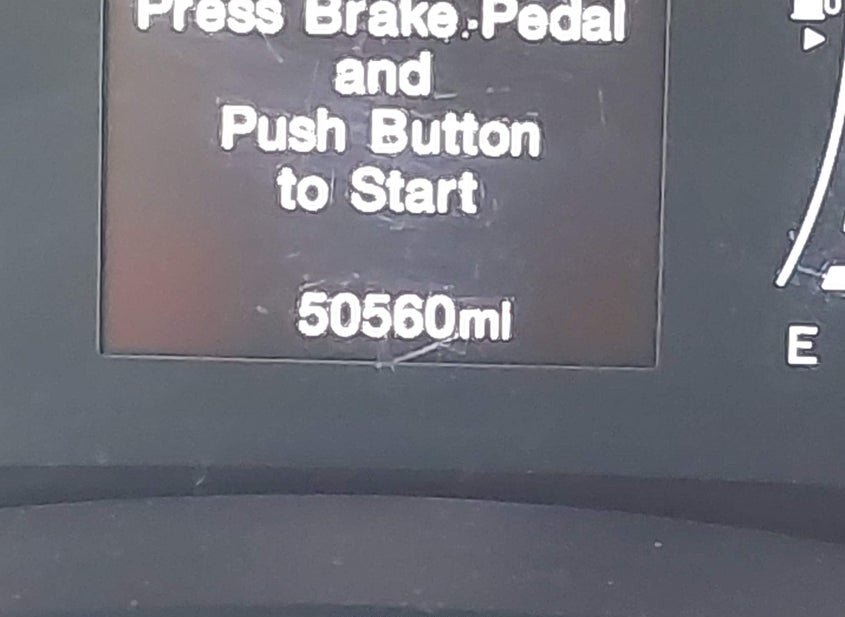 Press Brake Pedal
and
Push Button
to Start
50560mi
E